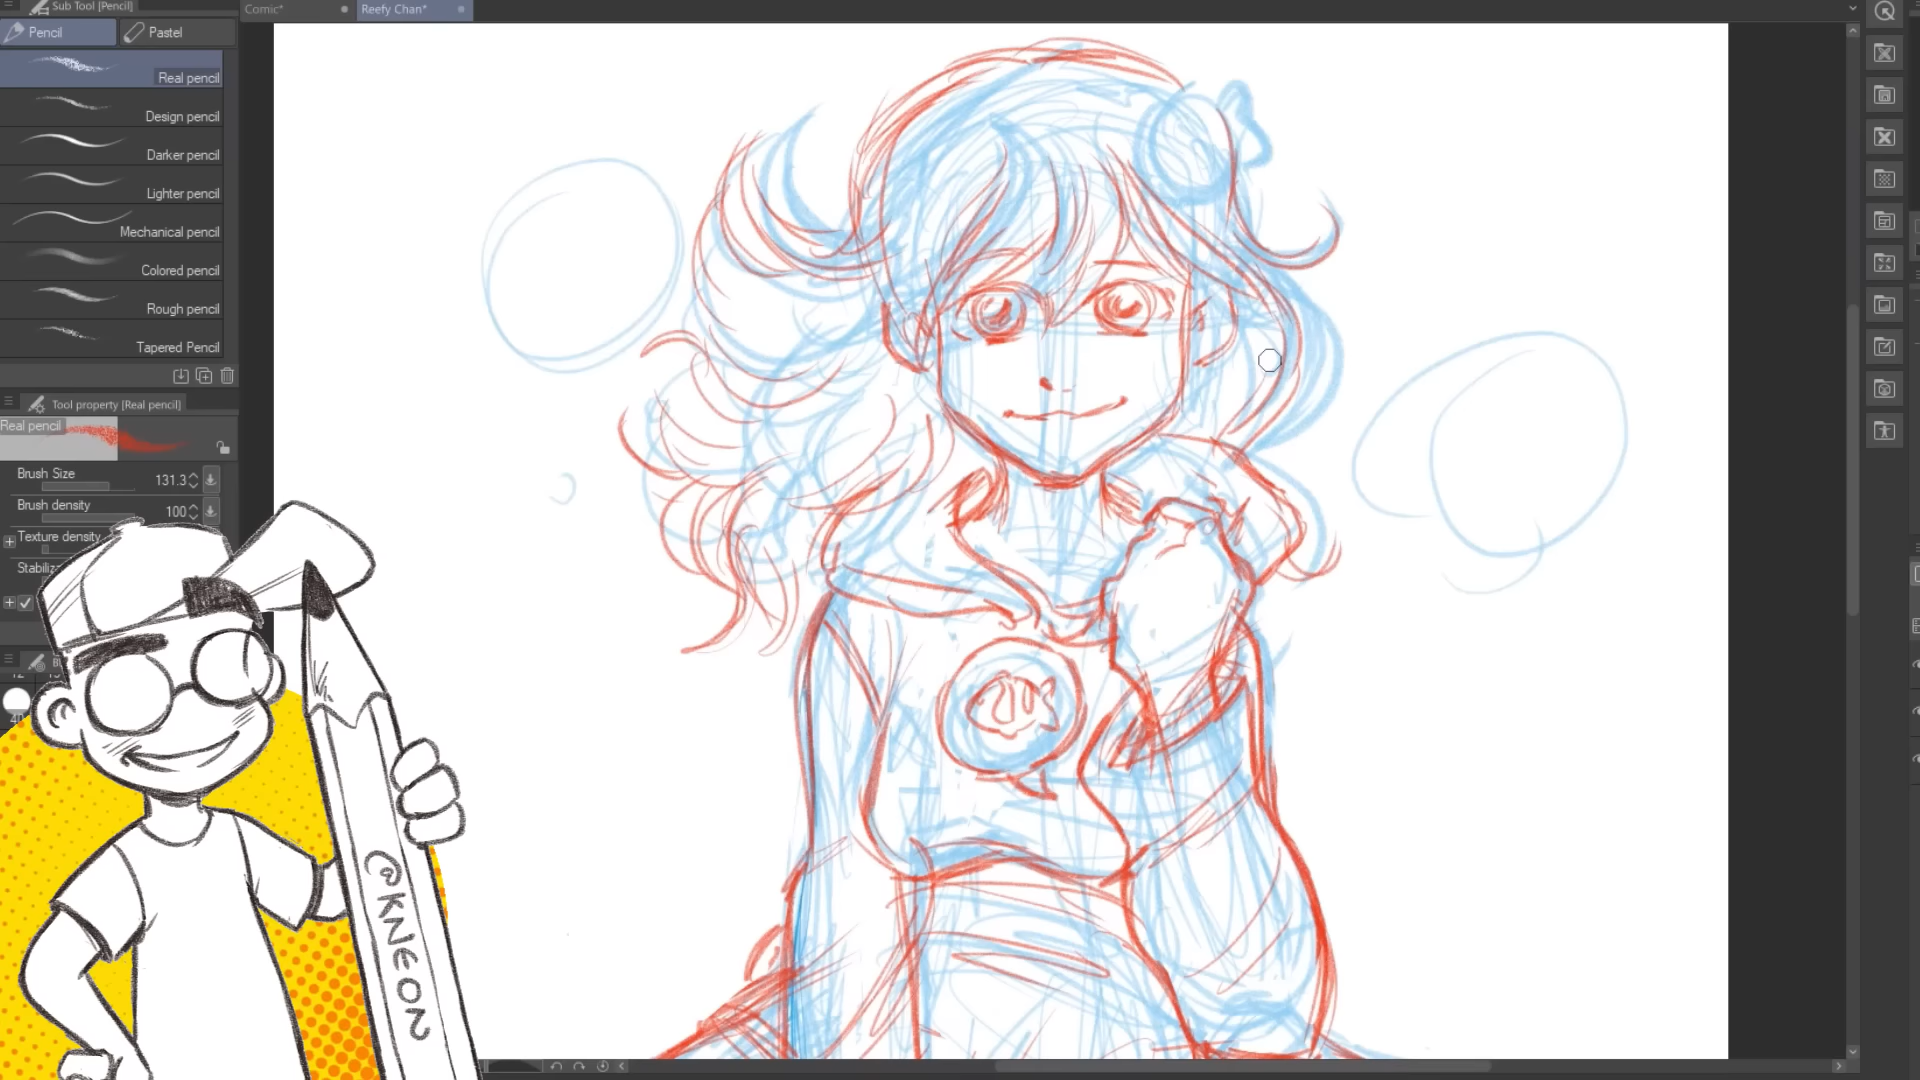 Sub Tool [Pencil]
Comic*
Reefy Chan*
Pencil
Pastel
Real pencil
Design pencil
Darker pencil
Lighter pencil
Mechanical pencil
Colored pencil
Rough pencil
Tapered Pencil
Tool property [Real pencil]
Real pencil
Brush Size
131.3
Brush density
100
Texture density
Stabiliz
@KNEON